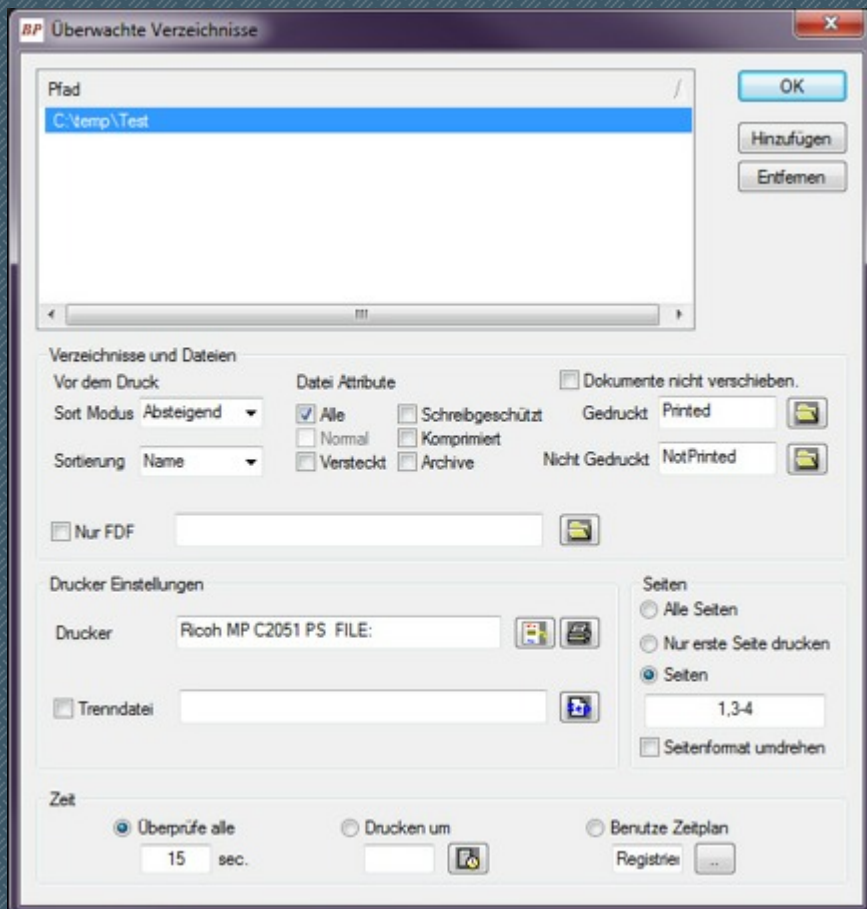 BP Überwachte Verzeichnisse
Pfad /
OK
C:\temp\Test
Hinzufügen
Entfernen
Verzeichnisse und Dateien
Vor dem Druck Datei Attribute Dokumente nicht verschieben.
Sort Modus Absteigend Alle Schreibgeschützt Gedruckt Printed
Normal Komprimiert
Sortierung Name Versteckt Archive Nicht Gedruckt NotPrinted
Nur FDF
Drucker Einstellungen
Drucker Ricoh MP C2051 PS FILE:
Trenndatei
Seiten
Alle Seiten
Nur erste Seite drucken
Seiten
1,3-4
Seitenformat umdrehen
Zeit
Überprüfe alle Drucken um Benutze Zeitplan
15 sec. Registrier ..